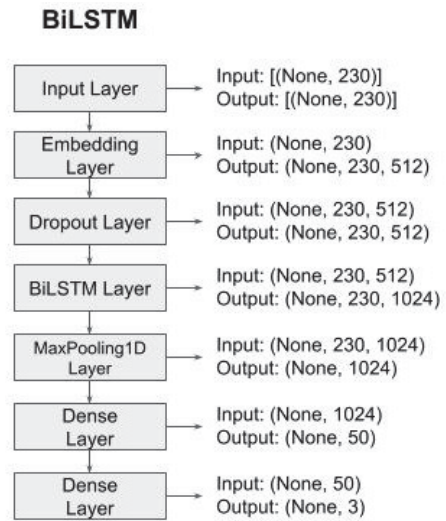 BiLSTM
Input Layer
Input: [(None, 230)]
Output: [(None, 230)]
Embedding
Layer
Input: (None, 230)
Output: (None, 230, 512)
Dropout Layer
Input: (None, 230, 512)
Output: (None, 230, 512)
BiLSTM Layer
Input: (None, 230, 512)
Output: (None, 230, 1024)
MaxPooling1D
Layer
Input: (None, 230, 1024)
Output: (None, 1024)
Dense
Layer
Input: (None, 1024)
Output: (None, 50)
Dense
Layer
Input: (None, 50)
Output: (None, 3)